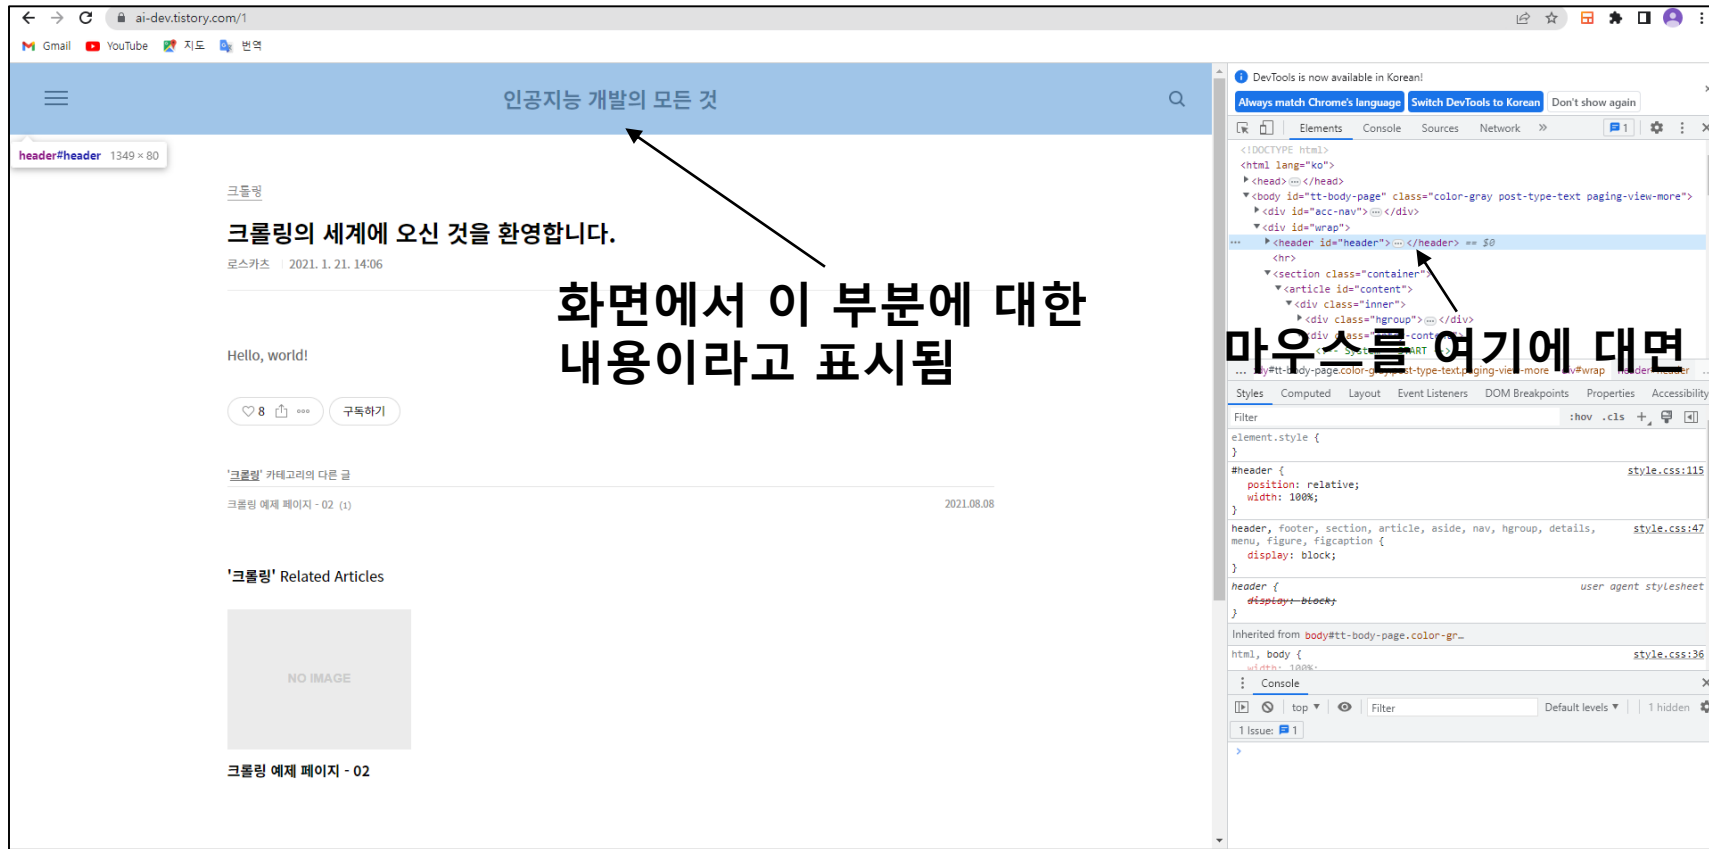 ai-dev.tistory.com/1
Gmail YouTube 지도 번역
인공지능 개발의 모든 것
header#header 1349 × 80
크롤링
크롤링의 세계에 오신 것을 환영합니다.
로스카츠 2021. 1. 21. 14:06
화면에서 이 부분에 대한
내용이라고 표시됨
Hello, world!
8 구독하기
'크롤링' 카테고리의 다른 글
크롤링 예제 페이지 - 02 (1) 2021.08.08
'크롤링' Related Articles
NO IMAGE
크롤링 예제 페이지 - 02
DevTools is now available in Korean!
Always match Chrome's language Switch DevTools to Korean Don't show again
Elements Console Sources Network » 1
<!DOCTYPE html>
<html lang="ko">
<head>…</head>
<body id="tt-body-page" class="color-gray post-type-text paging-view-more">
<div id="acc-nav">…</div>
<div id="wrap">
<header id="header">…</header> == $0
<hr>
<section class="container">
<article id="content">
<div class="inner">
<div class="hgroup">…</div>
마우스를 여기에 대면
Styles Computed Layout Event Listeners DOM Breakpoints Properties Accessibility
Filter :hov .cls +
element.style {
}
#header { style.css:115
position: relative;
width: 100%;
}
header, footer, section, article, aside, nav, hgroup, details, style.css:47
menu, figure, figcaption {
display: block;
}
header { user agent stylesheet
display: block;
}
Inherited from body#tt-body-page.color-gr…
html, body { style.css:36
width: 100%;
Console
top Filter Default levels 1 hidden
1 Issue: 1
>